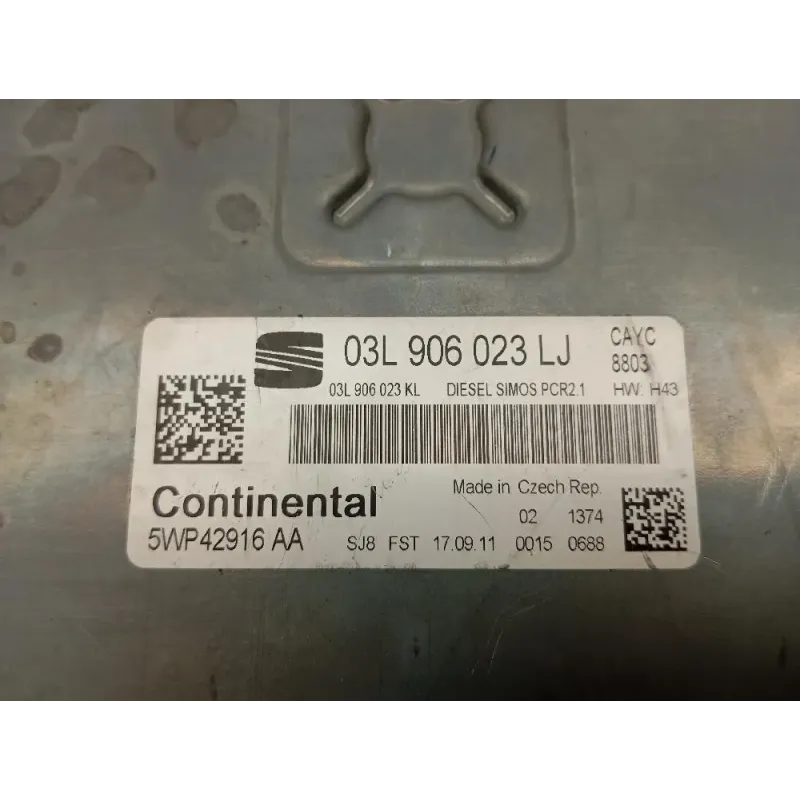 03L 906 023 LJ CAYC
8803
03L 906 023 KL DIESEL SIMOS PCR2.1 HW: H43
Continental Made in Czech Rep.
02 1374
5WP42916 AA SJ8 FST 17.09.11 0015 0688